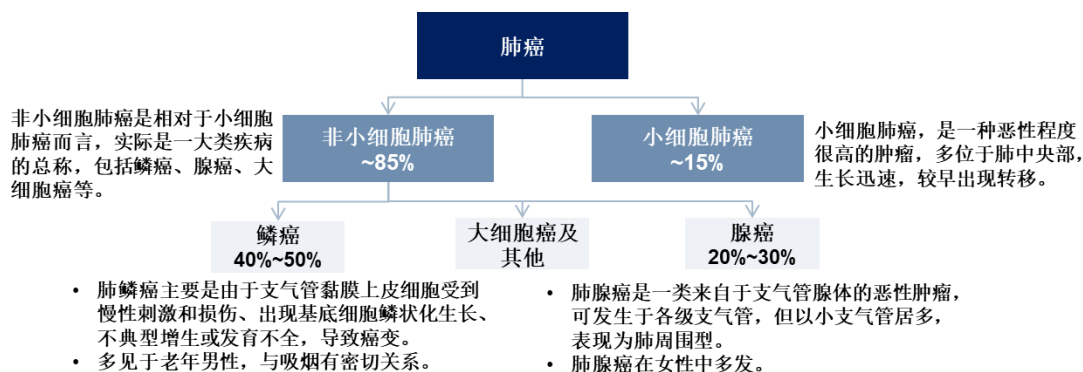 肺癌
非小细胞肺癌是相对于小细胞
肺癌而言，实际是一大类疾病
的总称，包括鳞癌、腺癌、大
细胞癌等。
非小细胞肺癌
~85%
小细胞肺癌
~15%
小细胞肺癌，是一种恶性程度
很高的肿瘤，多位于肺中央部，
生长迅速，较早出现转移。
鳞癌
40%~50%
大细胞癌及
其他
腺癌
20%~30%
• 肺鳞癌主要是由于支气管黏膜上皮细胞受到
慢性刺激和损伤、出现基底细胞鳞状化生长、
不典型增生或发育不全，导致癌变。
• 多见于老年男性，与吸烟有密切关系。
• 肺腺癌是一类来自于支气管腺体的恶性肿瘤，
可发生于各级支气管，但以小支气管居多，
表现为肺周围型。
• 肺腺癌在女性中多发。